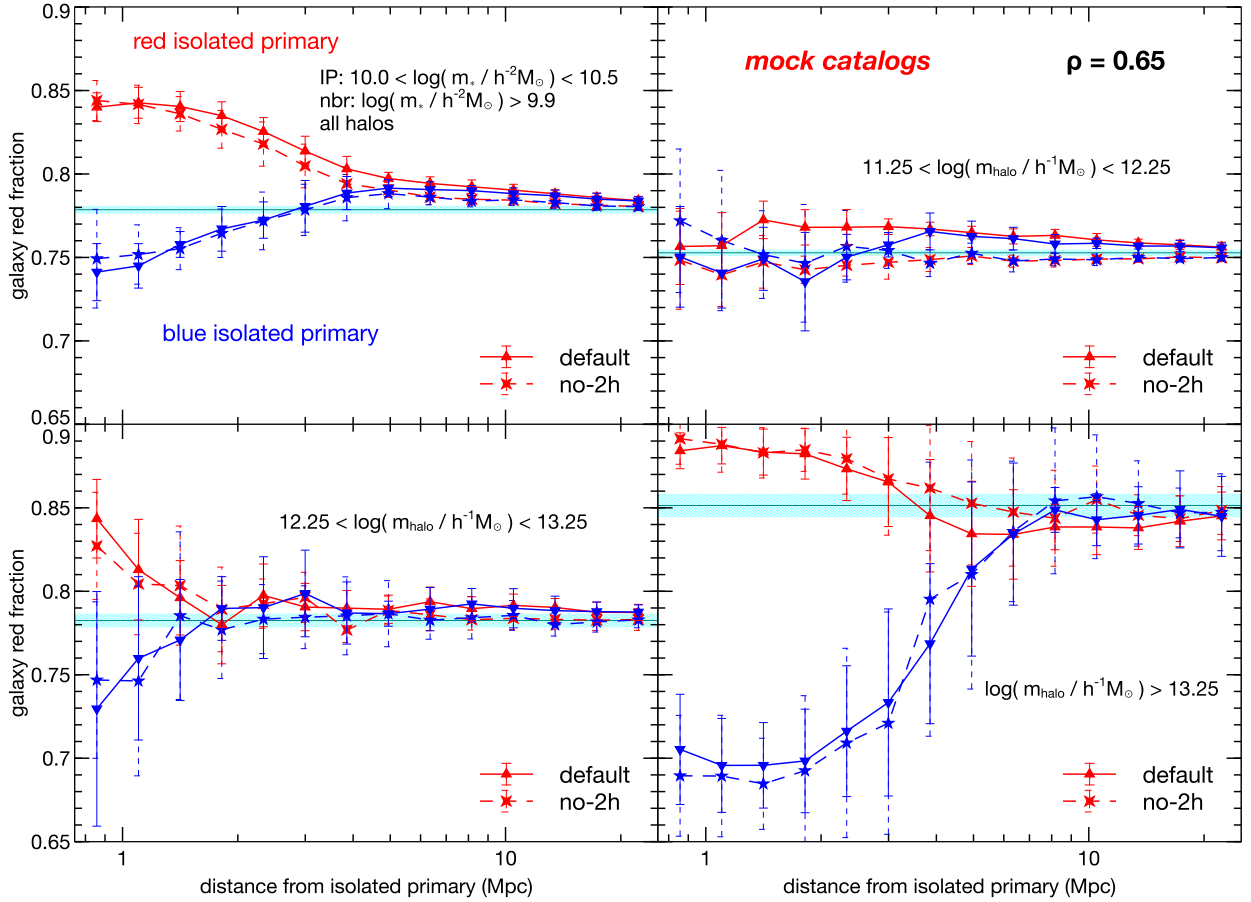 0.9
0.85
0.8
0.75
0.7
0.65
galaxy red fraction
red isolated primary
IP: 10.0 < log( m* / h⁻²M☉ ) < 10.5
nbr: log( m* / h⁻²M☉ ) > 9.9
all halos
blue isolated primary
default
no-2h
mock catalogs ρ = 0.65
11.25 < log( mhalo / h⁻¹M☉ ) < 12.25
default
no-2h
0.9
0.85
0.8
0.75
0.7
0.65
galaxy red fraction
12.25 < log( mhalo / h⁻¹M☉ ) < 13.25
default
no-2h
1 10
distance from isolated primary (Mpc)
log( mhalo / h⁻¹M☉ ) > 13.25
default
no-2h
1 10
distance from isolated primary (Mpc)